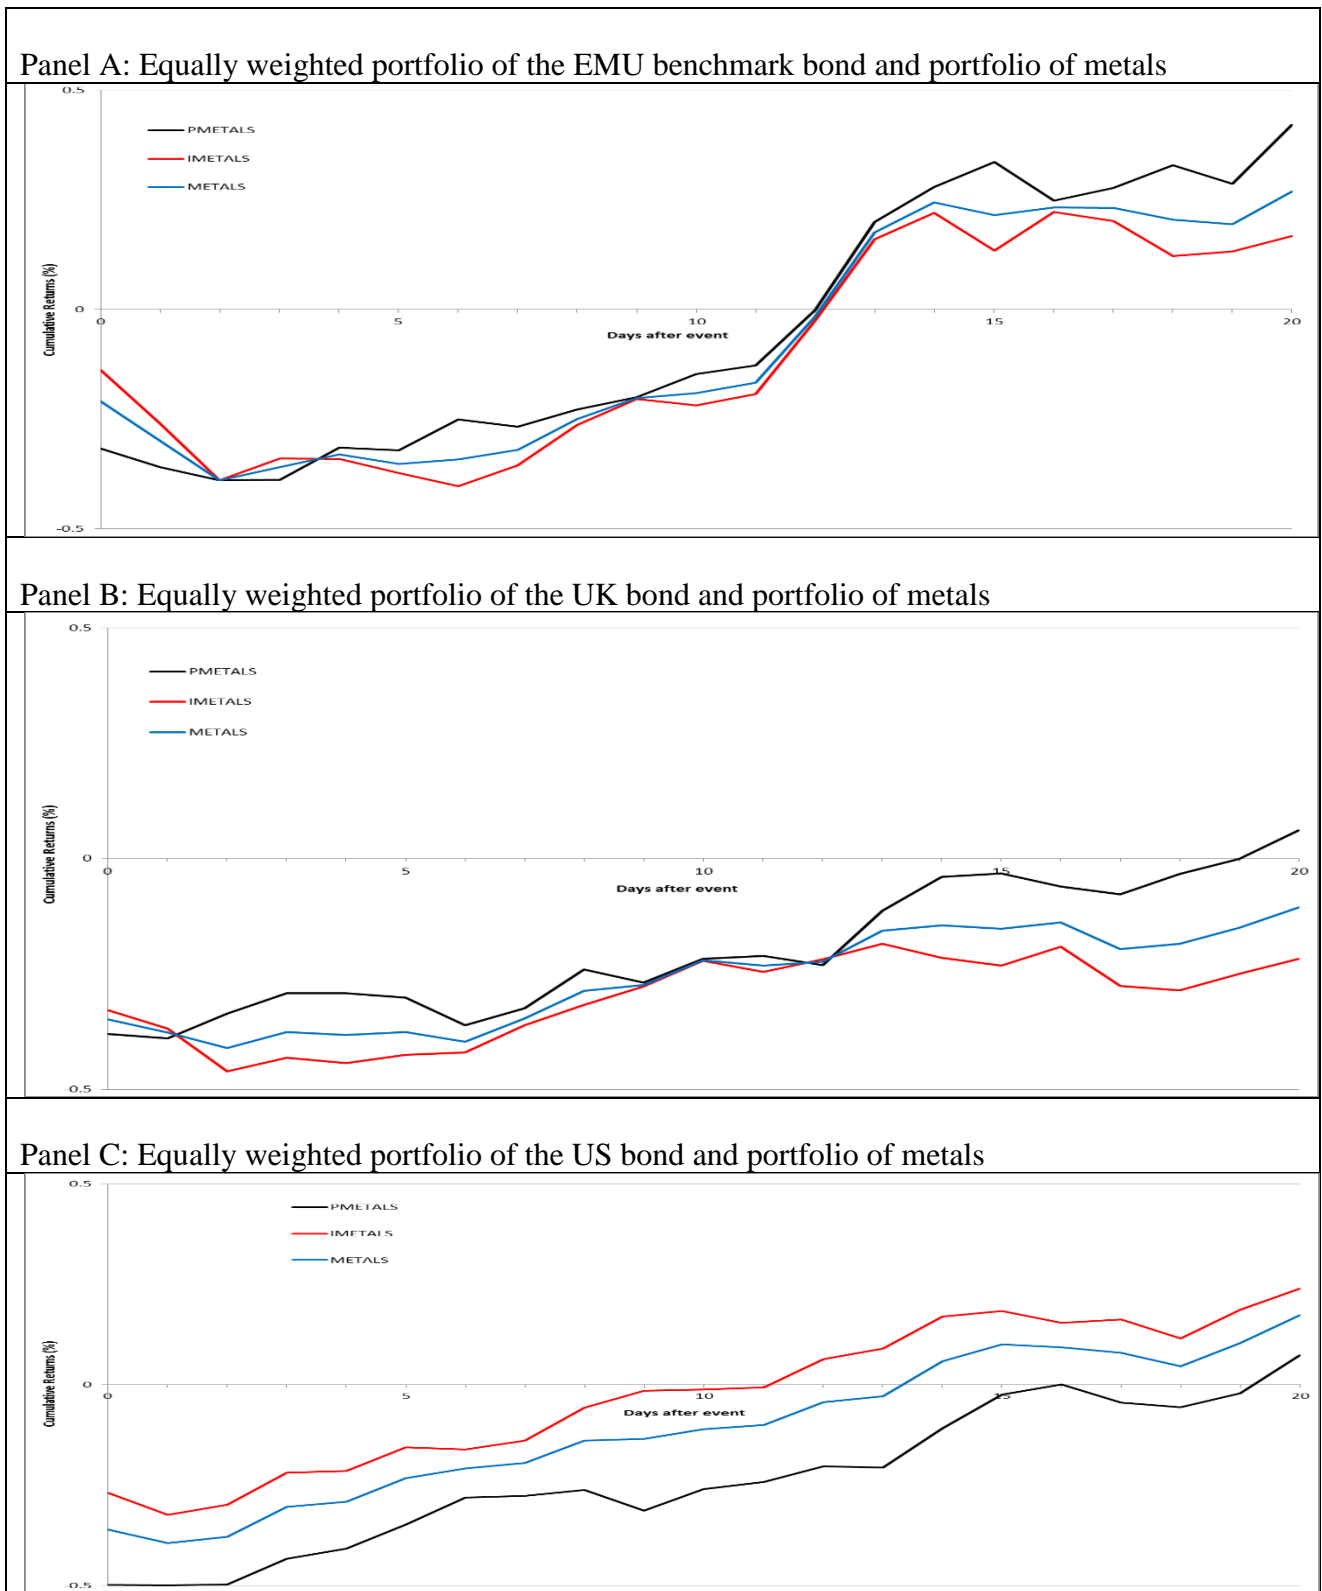 Panel A: Equally weighted portfolio of the EMU benchmark bond and portfolio of metals
0.5
PMETALS
IMETALS
METALS
Cumulative Returns (%)
0
0 5 10 15 20
Days after event
-0.5
Panel B: Equally weighted portfolio of the UK bond and portfolio of metals
0.5
PMETALS
IMETALS
METALS
Cumulative Returns (%)
0
0 5 10 15 20
Days after event
-0.5
Panel C: Equally weighted portfolio of the US bond and portfolio of metals
0.5
PMETALS
IMETALS
METALS
Cumulative Returns (%)
0
0 5 10 15 20
Days after event
-0.5